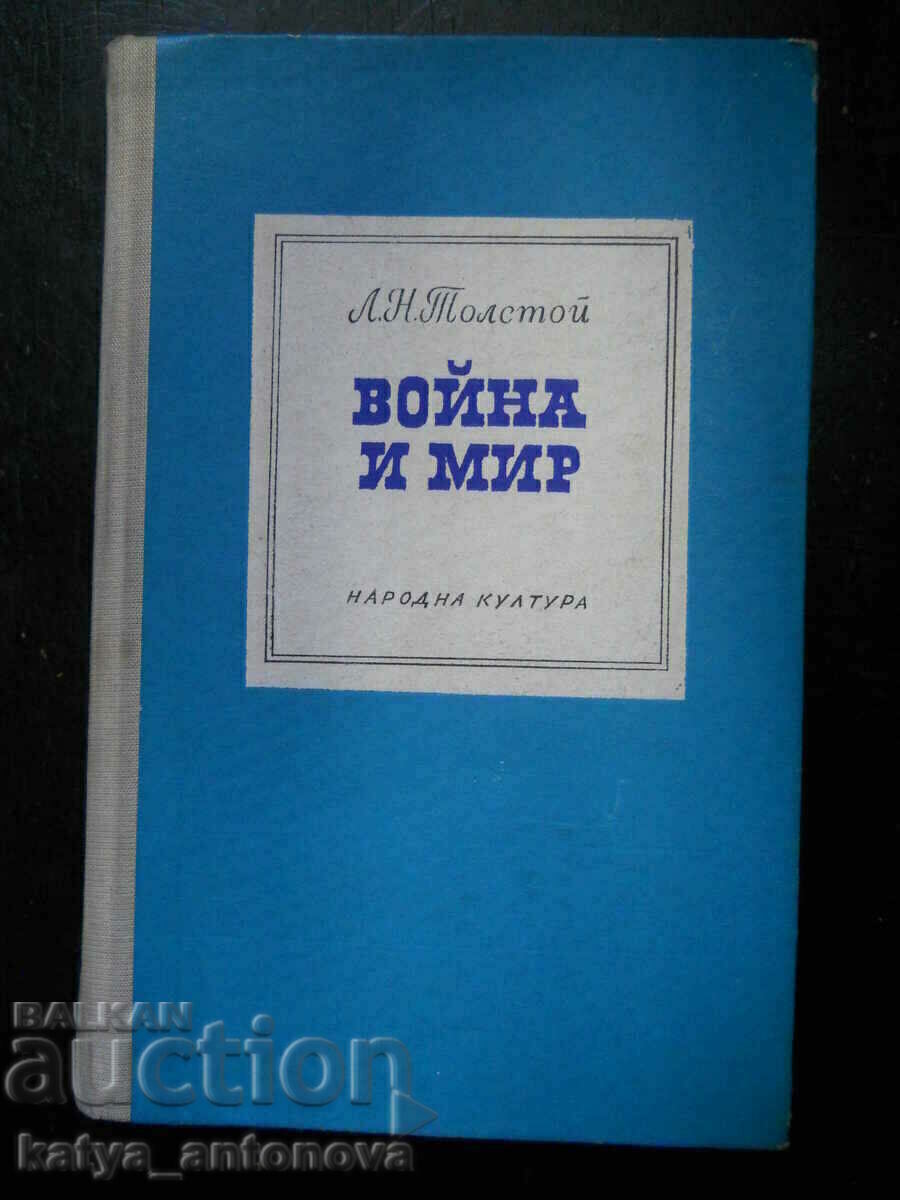 Л.Н.Толстой
ВОЙНА
И МИР
НАРОДНА КУЛТУРА
BALKAN
auction
katya_antonova